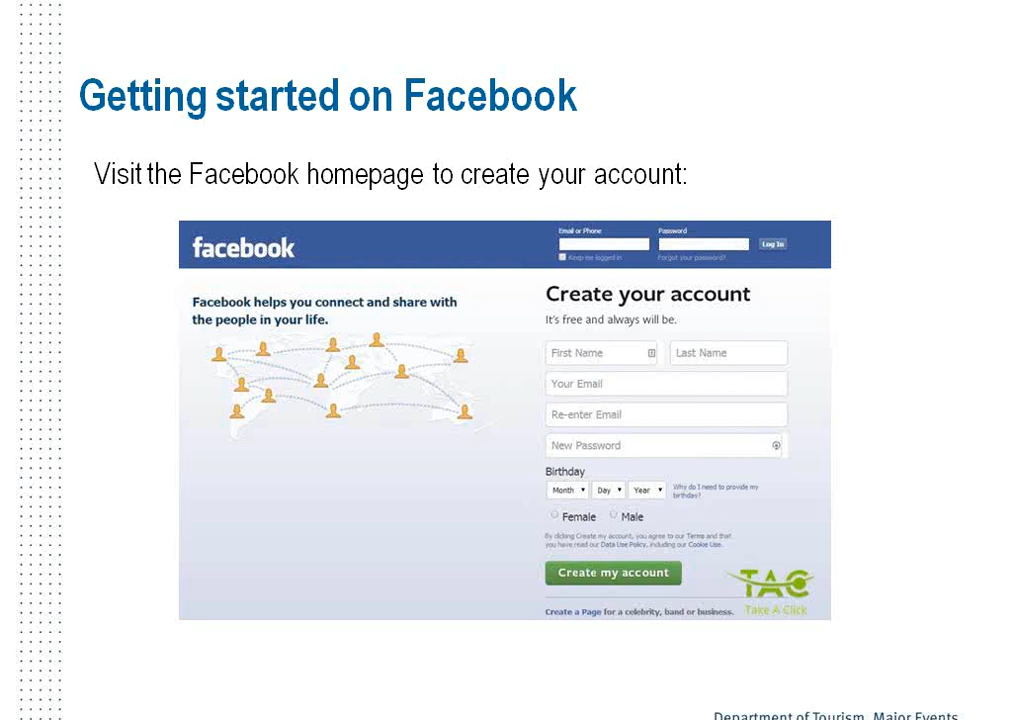 Getting started on Facebook
Visit the Facebook homepage to create your account:
facebook
Email or Phone
Password
Log In
Keep me logged in
Forgot your password?
Facebook helps you connect and share with
the people in your life.
Create your account
It's free and always will be.
First Name
Last Name
Your Email
Re-enter Email
New Password
Birthday
Month
Day
Year
Why do I need to provide my
birthday?
Female
Male
By clicking Create my account, you agree to our Terms and that
you have read our Data Use Policy, including our Cookie Use.
Create my account
TAC
Take A Click
Create a Page for a celebrity, band or business.
Department of Tourism, Major Events